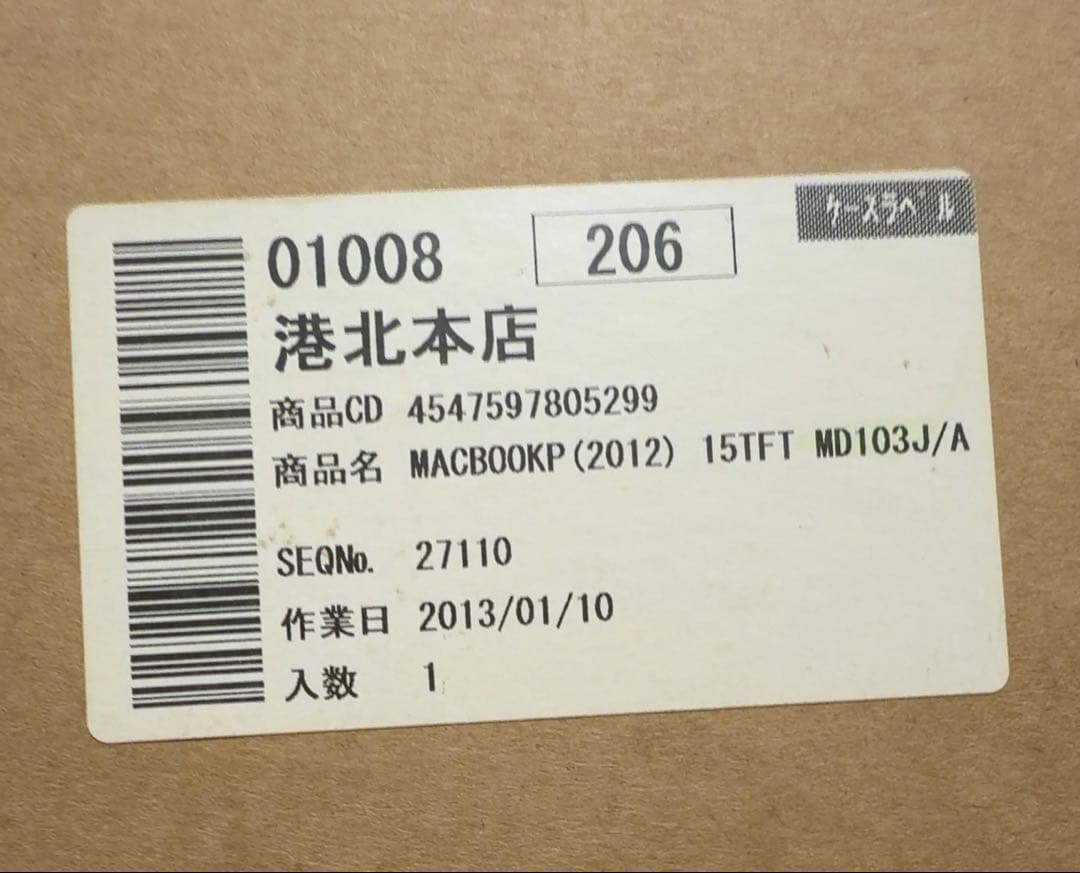 ケースラベル
01008 206
港北本店
商品CD 4547597805299
商品名 MACBOOKP(2012) 15TFT MD103J/A
SEQNo. 27110
作業日 2013/01/10
入数 1